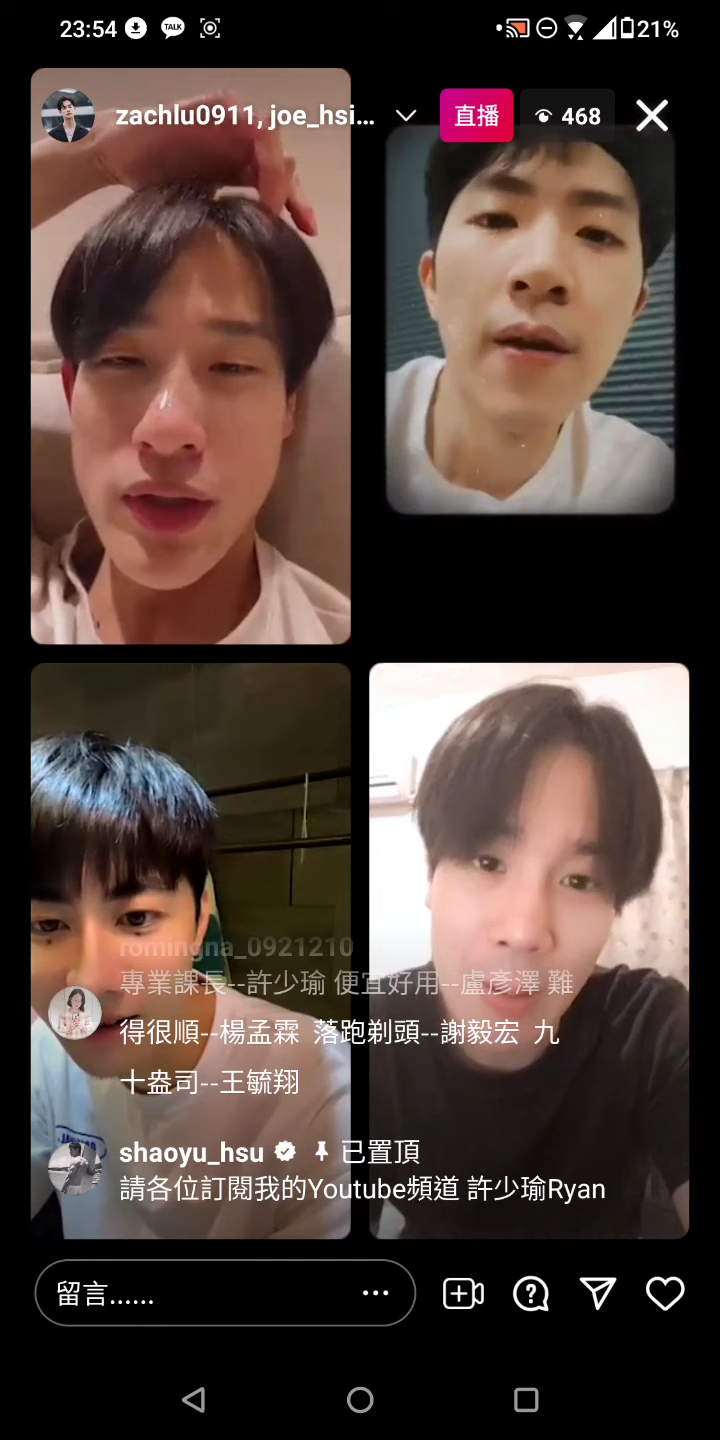 23:54
TALK
21%
zachlu0911, joe_hsi...
直播
468
romingna_0921210
專業課長--許少瑜 便宜好用--盧彥澤 難
得很順--楊孟霖 落跑剃頭--謝毅宏 九
十盎司--王毓翔
shaoyu_hsu 已置頂
請各位訂閱我的Youtube頻道 許少瑜Ryan
留言......